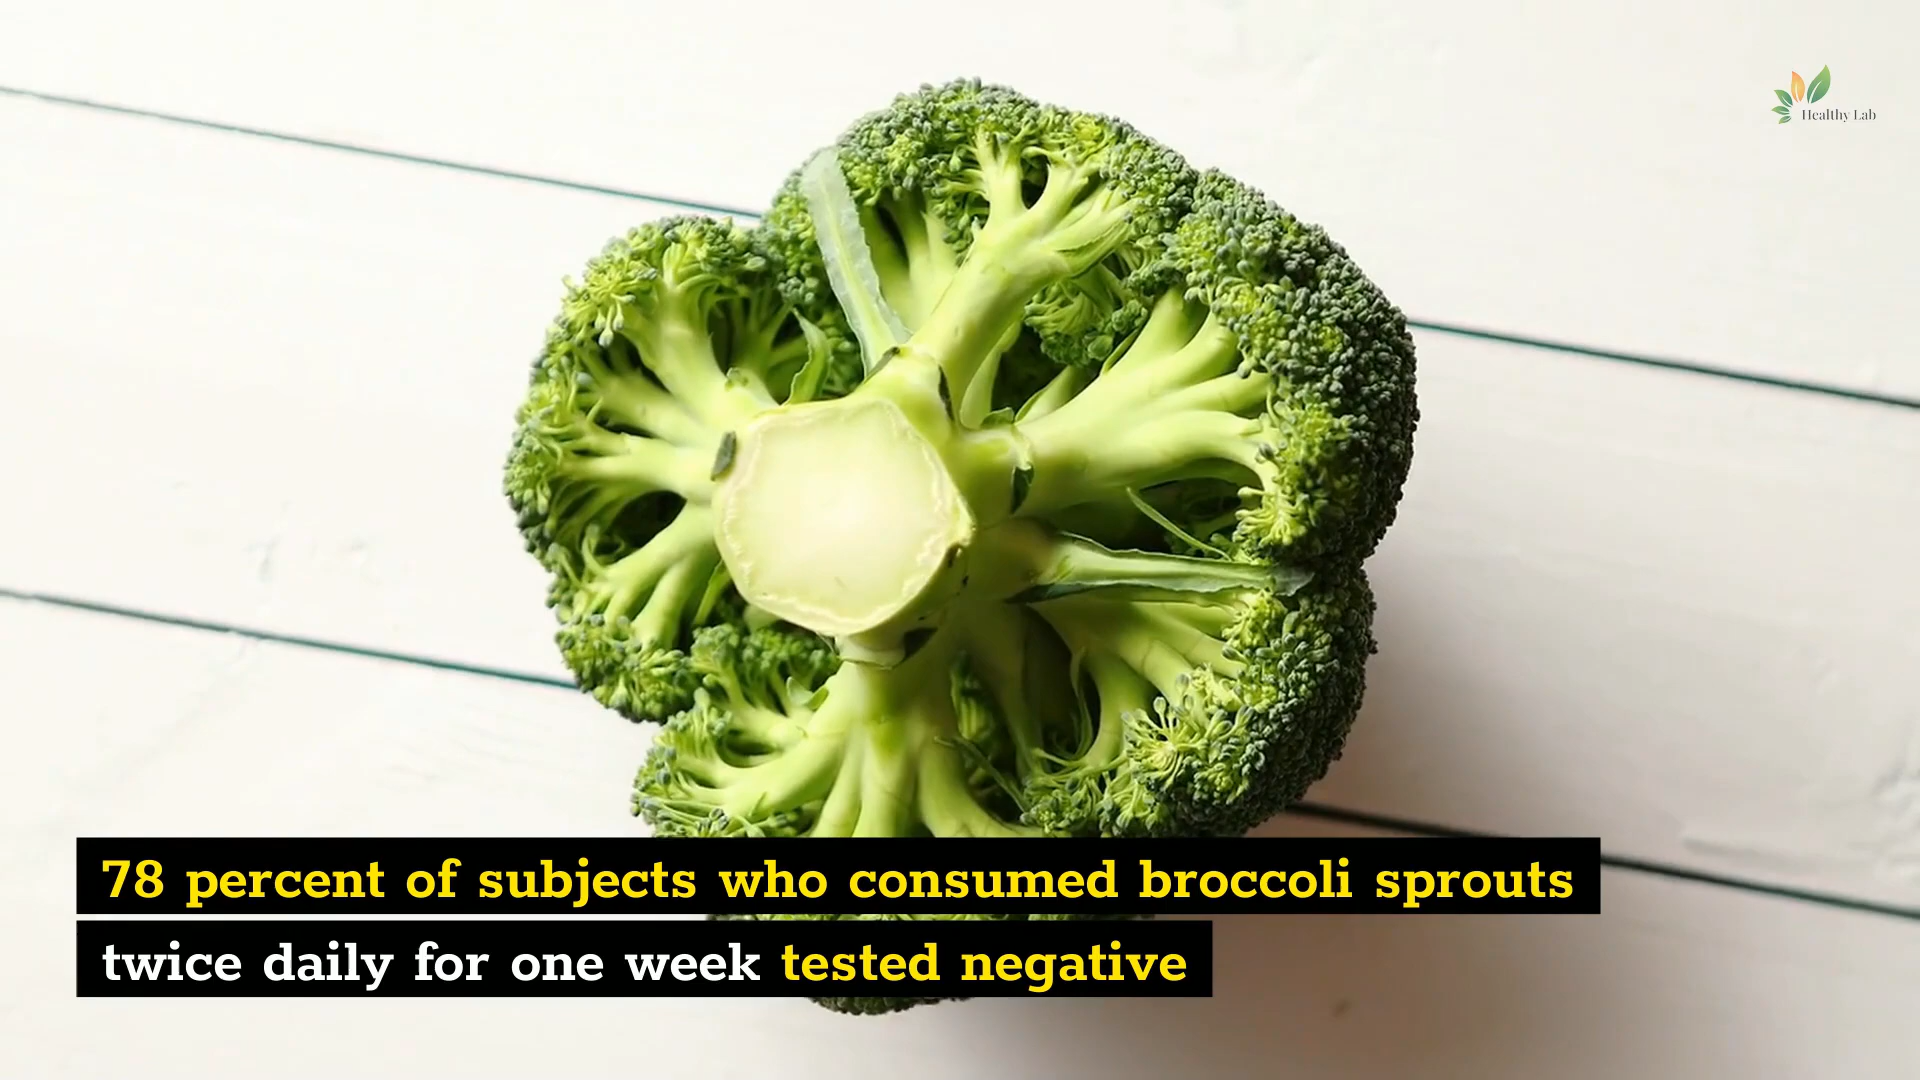 Healthy Lab
78 percent of subjects who consumed broccoli sprouts
twice daily for one week tested negative